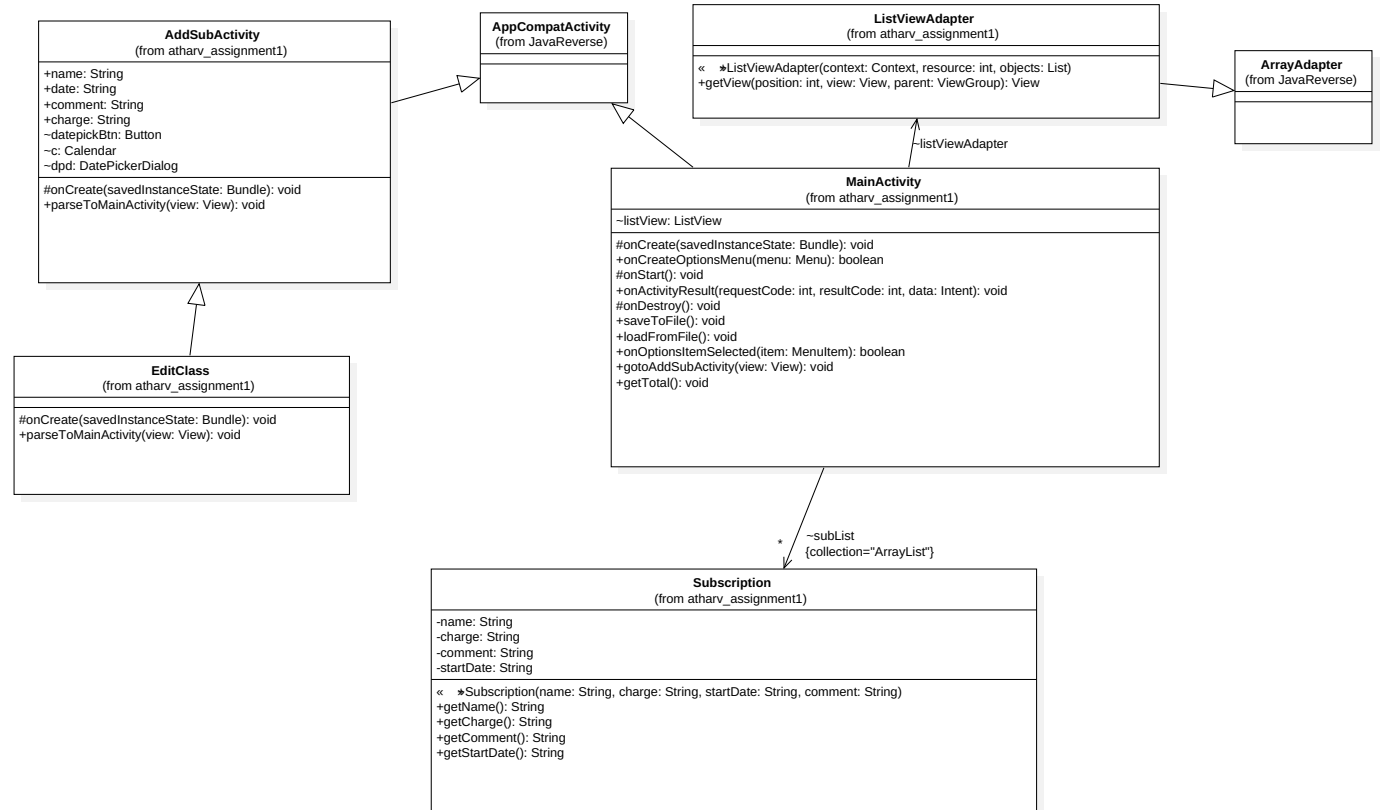 AddSubActivity
(from atharv_assignment1)
+name: String
+date: String
+comment: String
+charge: String
~datepickBtn: Button
~c: Calendar
~dpd: DatePickerDialog
#onCreate(savedInstanceState: Bundle): void
+parseToMainActivity(view: View): void
AppCompatActivity
(from JavaReverse)
ListViewAdapter
(from atharv_assignment1)
« »+ListViewAdapter(context: Context, resource: int, objects: List)
+getView(position: int, view: View, parent: ViewGroup): View
ArrayAdapter
(from JavaReverse)
~listViewAdapter
MainActivity
(from atharv_assignment1)
~listView: ListView
#onCreate(savedInstanceState: Bundle): void
+onCreateOptionsMenu(menu: Menu): boolean
#onStart(): void
+onActivityResult(requestCode: int, resultCode: int, data: Intent): void
#onDestroy(): void
+saveToFile(): void
+loadFromFile(): void
+onOptionsItemSelected(item: MenuItem): boolean
+gotoAddSubActivity(view: View): void
+getTotal(): void
EditClass
(from atharv_assignment1)
#onCreate(savedInstanceState: Bundle): void
+parseToMainActivity(view: View): void
* ~subList
{collection="ArrayList"}
Subscription
(from atharv_assignment1)
-name: String
-charge: String
-comment: String
-startDate: String
« »+Subscription(name: String, charge: String, startDate: String, comment: String)
+getName(): String
+getCharge(): String
+getComment(): String
+getStartDate(): String